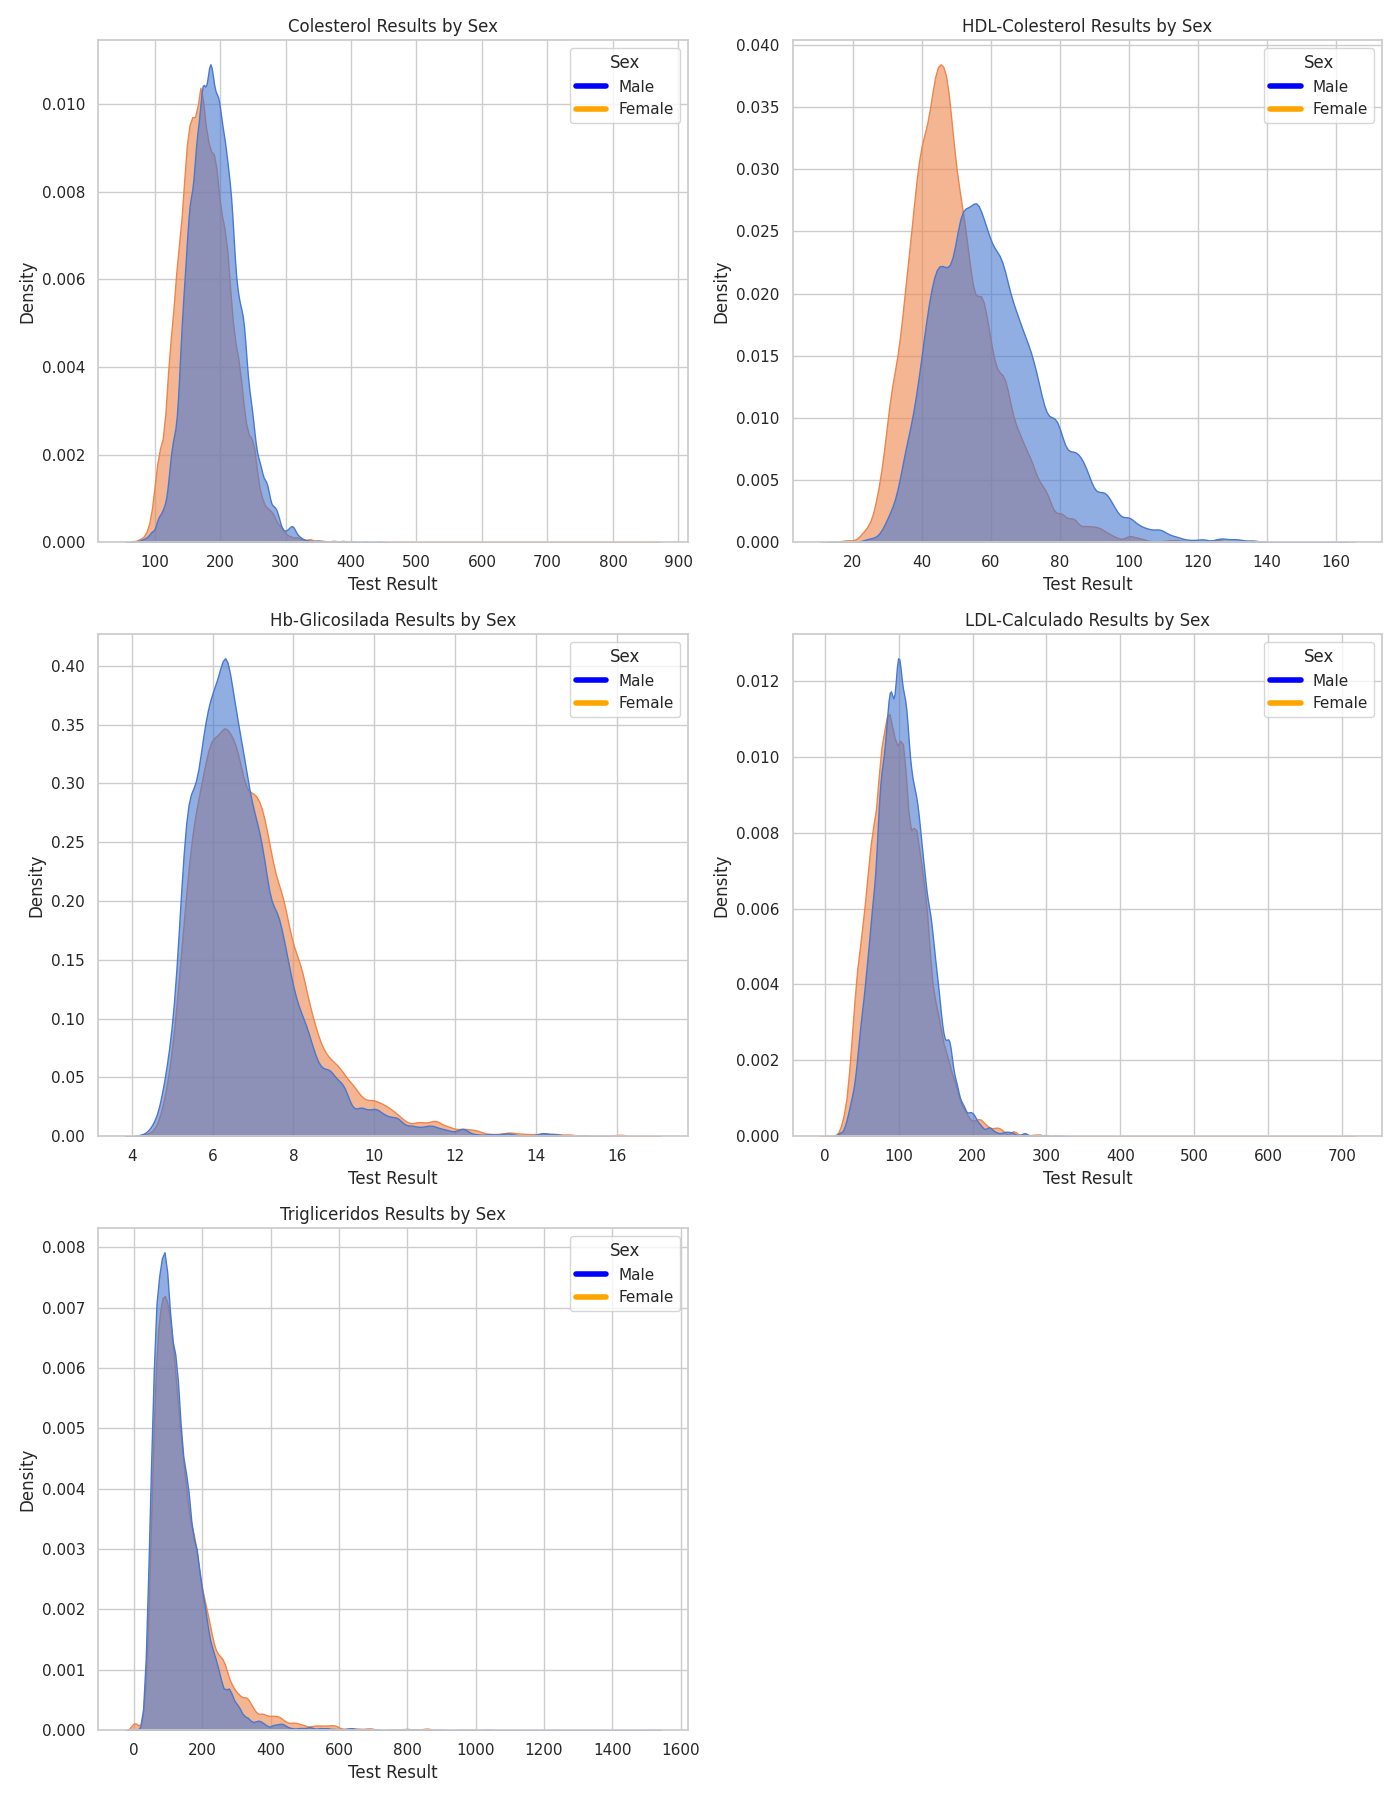 Colesterol Results by Sex
Sex
Male
Female
0.010
0.008
0.006
0.004
0.002
0.000
Density
100 200 300 400 500 600 700 800 900
Test Result
HDL-Colesterol Results by Sex
Sex
Male
Female
0.040
0.035
0.030
0.025
0.020
0.015
0.010
0.005
0.000
Density
20 40 60 80 100 120 140 160
Test Result
Hb-Glicosilada Results by Sex
Sex
Male
Female
0.40
0.35
0.30
0.25
0.20
0.15
0.10
0.05
0.00
Density
4 6 8 10 12 14 16
Test Result
LDL-Calculado Results by Sex
Sex
Male
Female
0.012
0.010
0.008
0.006
0.004
0.002
0.000
Density
0 100 200 300 400 500 600 700
Test Result
Trigliceridos Results by Sex
Sex
Male
Female
0.008
0.007
0.006
0.005
0.004
0.003
0.002
0.001
0.000
Density
0 200 400 600 800 1000 1200 1400 1600
Test Result